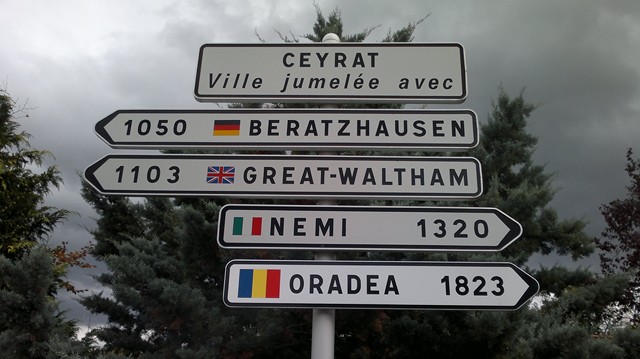 CEYRAT
Ville jumelée avec
1050 BERATZHAUSEN
1103 GREAT-WALTHAM
NEMI 1320
ORADEA 1823